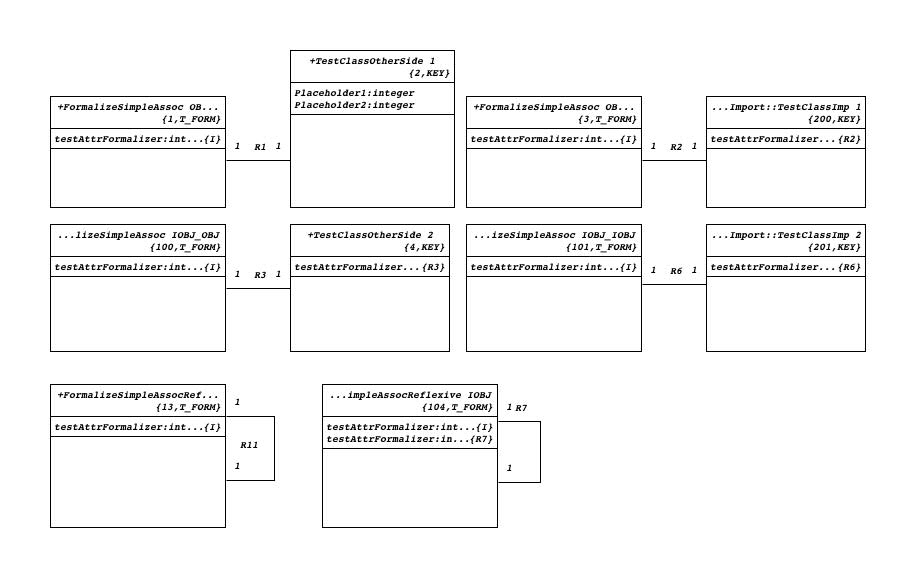 +TestClassOtherSide 1
{2,KEY}
Placeholder1:integer
Placeholder2:integer
+FormalizeSimpleAssoc OB...
{1,T_FORM}
testAttrFormalizer:int...{I}
1 R1 1
+FormalizeSimpleAssoc OB...
{3,T_FORM}
testAttrFormalizer:int...{I}
1 R2 1
...Import::TestClassImp 1
{200,KEY}
testAttrFormalizer...{R2}
...lizeSimpleAssoc IOBJ_OBJ
{100,T_FORM}
testAttrFormalizer:int...{I}
1 R3 1
+TestClassOtherSide 2
{4,KEY}
testAttrFormalizer...{R3}
...izeSimpleAssoc IOBJ_IOBJ
{101,T_FORM}
testAttrFormalizer:int...{I}
1 R6 1
...Import::TestClassImp 2
{201,KEY}
testAttrFormalizer...{R6}
+FormalizeSimpleAssocRef...
{13,T_FORM}
testAttrFormalizer:int...{I}
1
R11
1
...impleAssocReflexive IOBJ
{104,T_FORM}
testAttrFormalizer:int...{I}
testAttrFormalizer:in...{R7}
1 R7
1